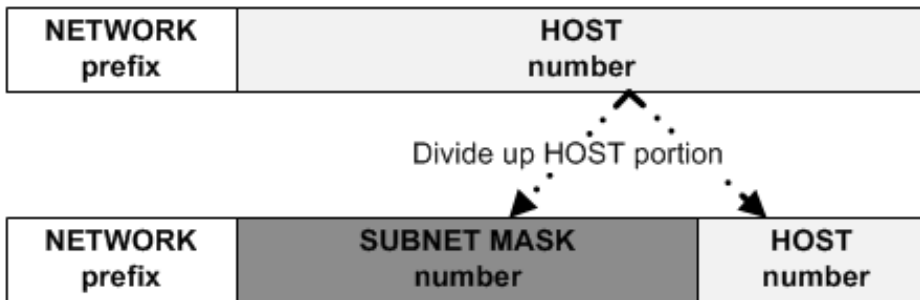 NETWORK
prefix
HOST
number
Divide up HOST portion
NETWORK
prefix
SUBNET MASK
number
HOST
number